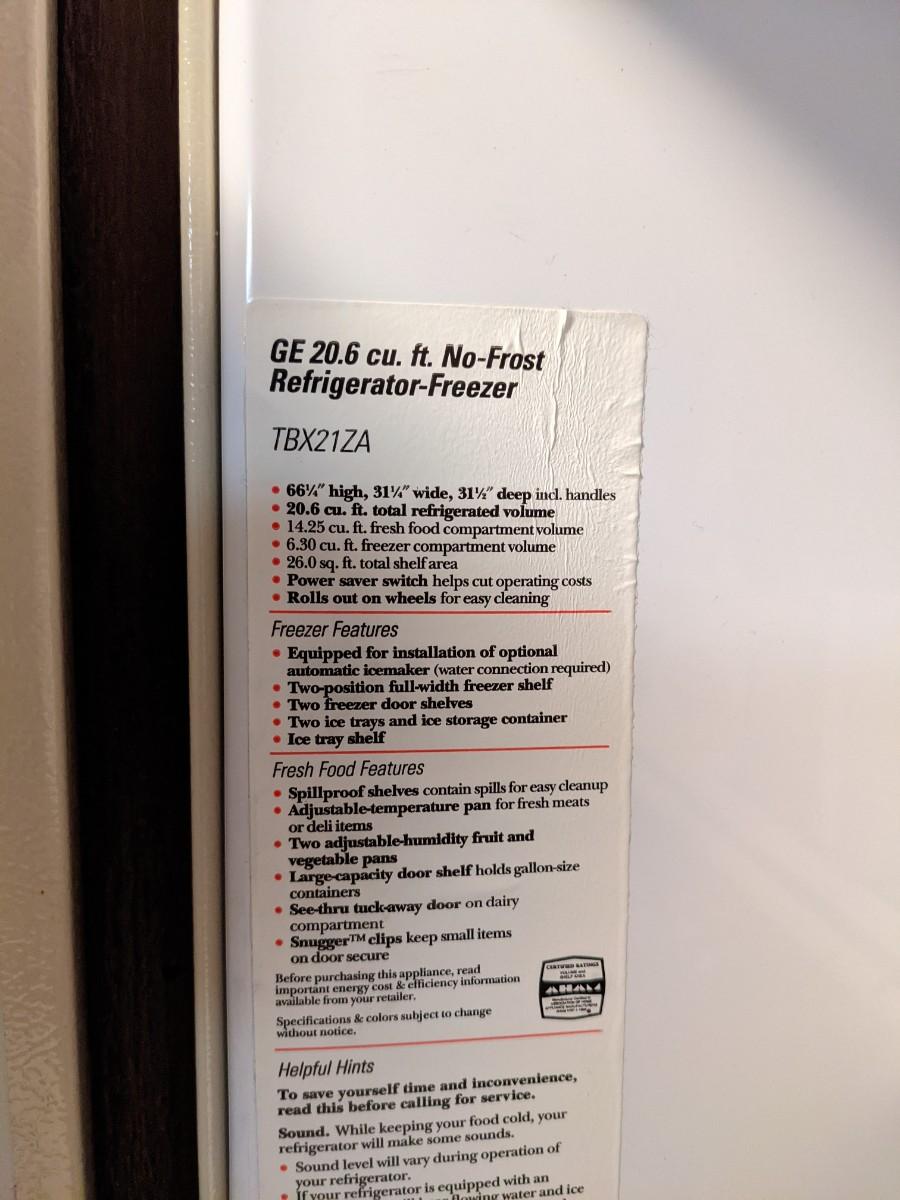 GE 20.6 cu. ft. No-Frost
Refrigerator-Freezer
TBX21ZA
• 66¼″ high, 31¼″ wide, 31½″ deep incl. handles
• 20.6 cu. ft. total refrigerated volume
• 14.25 cu. ft. fresh food compartment volume
• 6.30 cu. ft. freezer compartment volume
• 26.0 sq. ft. total shelf area
• Power saver switch helps cut operating costs
• Rolls out on wheels for easy cleaning
Freezer Features
• Equipped for installation of optional
automatic icemaker (water connection required)
• Two-position full-width freezer shelf
• Two freezer door shelves
• Two ice trays and ice storage container
• Ice tray shelf
Fresh Food Features
• Spillproof shelves contain spills for easy cleanup
• Adjustable-temperature pan for fresh meats
or deli items
• Two adjustable-humidity fruit and
vegetable pans
• Large-capacity door shelf holds gallon-size
containers
• See-thru tuck-away door on dairy
compartment
• Snugger™ clips keep small items
on door secure
Before purchasing this appliance, read
important energy cost & efficiency information
available from your retailer.
Specifications & colors subject to change
without notice.
CERTIFIED RATINGS
VOLUME and
SHELF AREA
AHAM
Helpful Hints
To save yourself time and inconvenience,
read this before calling for service.
Sound. While keeping your food cold, your
refrigerator will make some sounds.
• Sound level will vary during operation of
your refrigerator.
• If your refrigerator is equipped with an
flowing water and ice